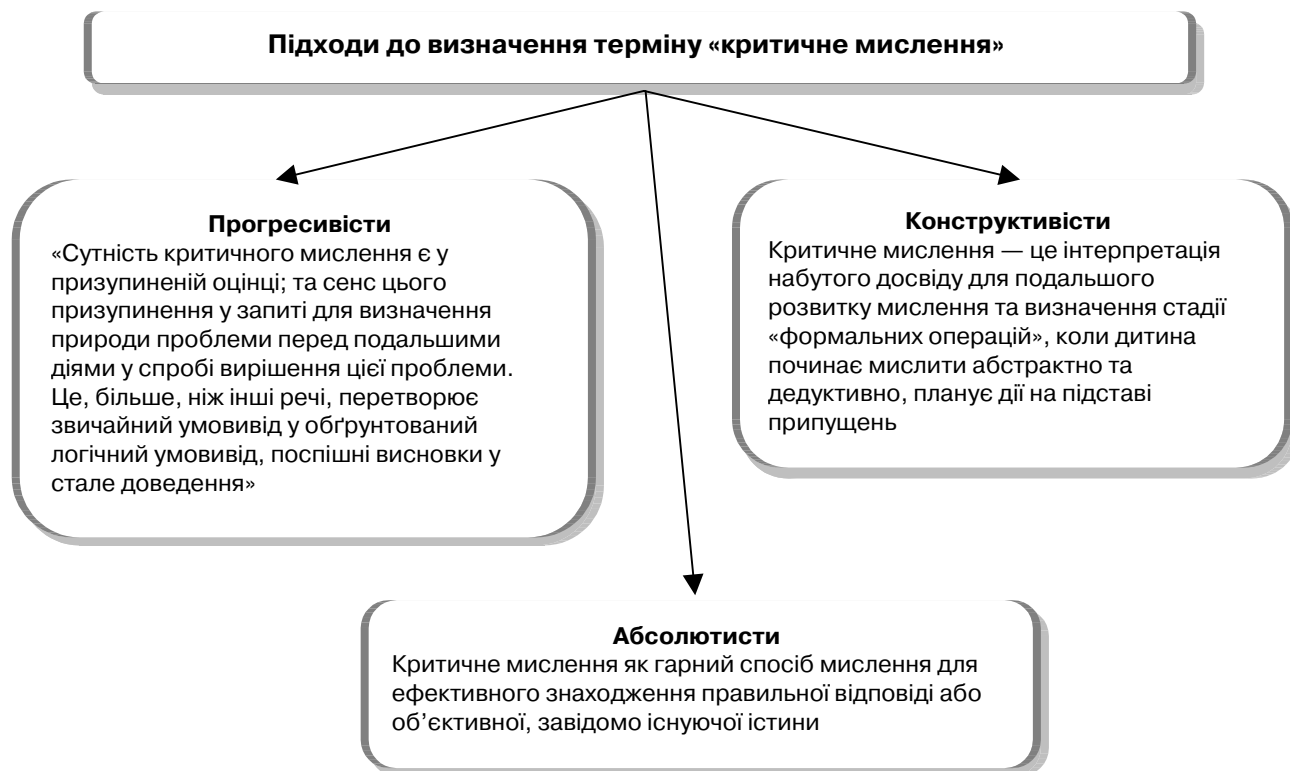 Підходи до визначення терміну «критичне мислення»
Прогресивісти
«Сутність критичного мислення є у
призупиненій оцінці; та сенс цього
призупинення у запиті для визначення
природи проблеми перед подальшими
діями у спробі вирішення цієї проблеми.
Це, більше, ніж інші речі, перетворює
звичайний умовивід у обґрунтований
логічний умовивід, поспішні висновки у
стале доведення»
Конструктивісти
Критичне мислення — це інтерпретація
набутого досвіду для подальшого
розвитку мислення та визначення стадії
«формальних операцій», коли дитина
починає мислити абстрактно та
дедуктивно, планує дії на підставі
припущень
Абсолютисти
Критичне мислення як гарний спосіб мислення для
ефективного знаходження правильної відповіді або
об’єктивної, завідомо існуючої істини